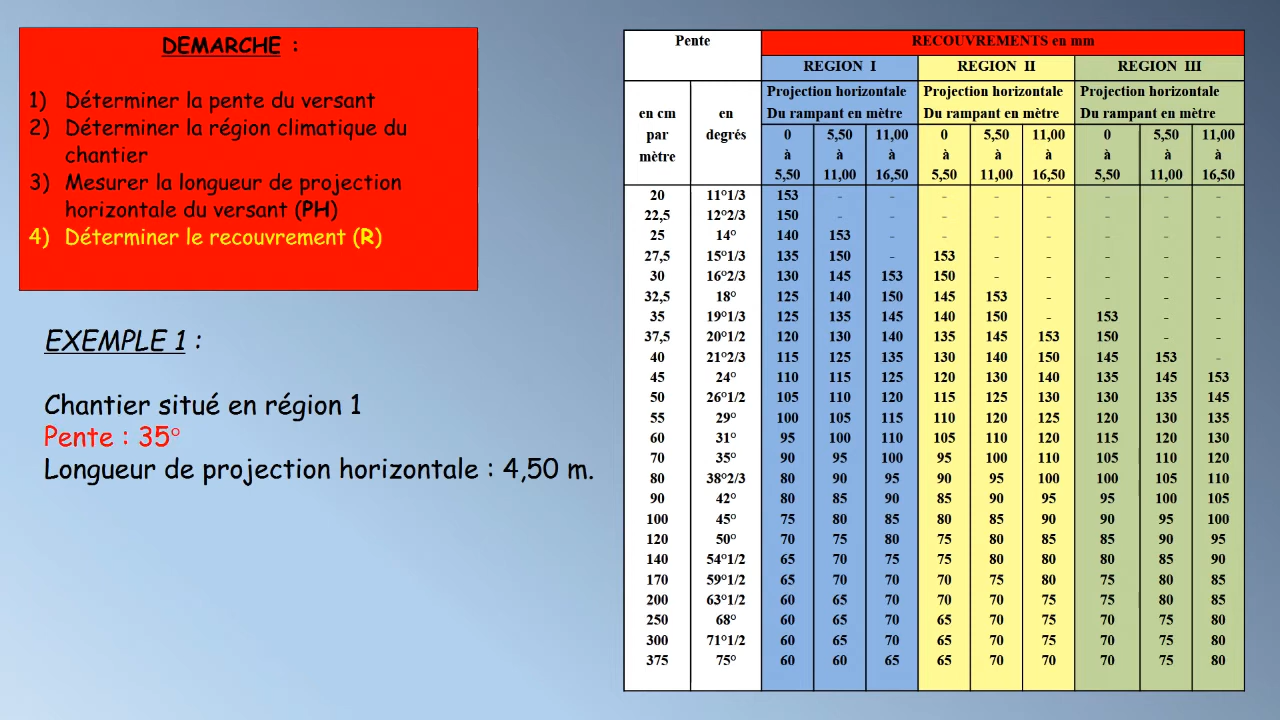 DEMARCHE :
1) Déterminer la pente du versant
2) Déterminer la région climatique du
chantier
3) Mesurer la longueur de projection
horizontale du versant (PH)
4) Déterminer le recouvrement (R)
EXEMPLE 1 :
Chantier situé en région 1
Pente : 35°
Longueur de projection horizontale : 4,50 m.
Pente RECOUVREMENTS en mm
REGION I REGION II REGION III
Projection horizontale Projection horizontale Projection horizontale
Du rampant en mètre Du rampant en mètre Du rampant en mètre
en cm par mètre en degrés
0 5,50 11,00 0 5,50 11,00 0 5,50 11,00
à à à à à à à à à
5,50 11,00 16,50 5,50 11,00 16,50 5,50 11,00 16,50
20 11°1/3 153 - - - - - - - -
22,5 12°2/3 150 - - - - - - - -
25 14° 140 153 - - - - - - -
27,5 15°1/3 135 150 - 153 - - - - -
30 16°2/3 130 145 153 150 - - - - -
32,5 18° 125 140 150 145 153 - - - -
35 19°1/3 125 135 145 140 150 - 153 - -
37,5 20°1/2 120 130 140 135 145 153 150 - -
40 21°2/3 115 125 135 130 140 150 145 153 -
45 24° 110 115 125 120 130 140 135 145 153
50 26°1/2 105 110 120 115 125 130 130 135 145
55 29° 100 105 115 110 120 125 120 130 135
60 31° 95 100 110 105 110 120 115 120 130
70 35° 90 95 100 95 100 110 105 110 120
80 38°2/3 80 90 95 90 95 100 100 105 110
90 42° 80 85 90 85 90 95 95 100 105
100 45° 75 80 85 80 85 90 90 95 100
120 50° 70 75 80 75 80 85 85 90 95
140 54°1/2 65 70 75 75 80 80 80 85 90
170 59°1/2 65 70 70 70 75 80 75 80 85
200 63°1/2 60 65 70 70 70 75 75 80 85
250 68° 60 65 70 65 70 75 70 75 80
300 71°1/2 60 65 70 65 70 75 70 75 80
375 75° 60 60 65 65 70 70 70 75 80